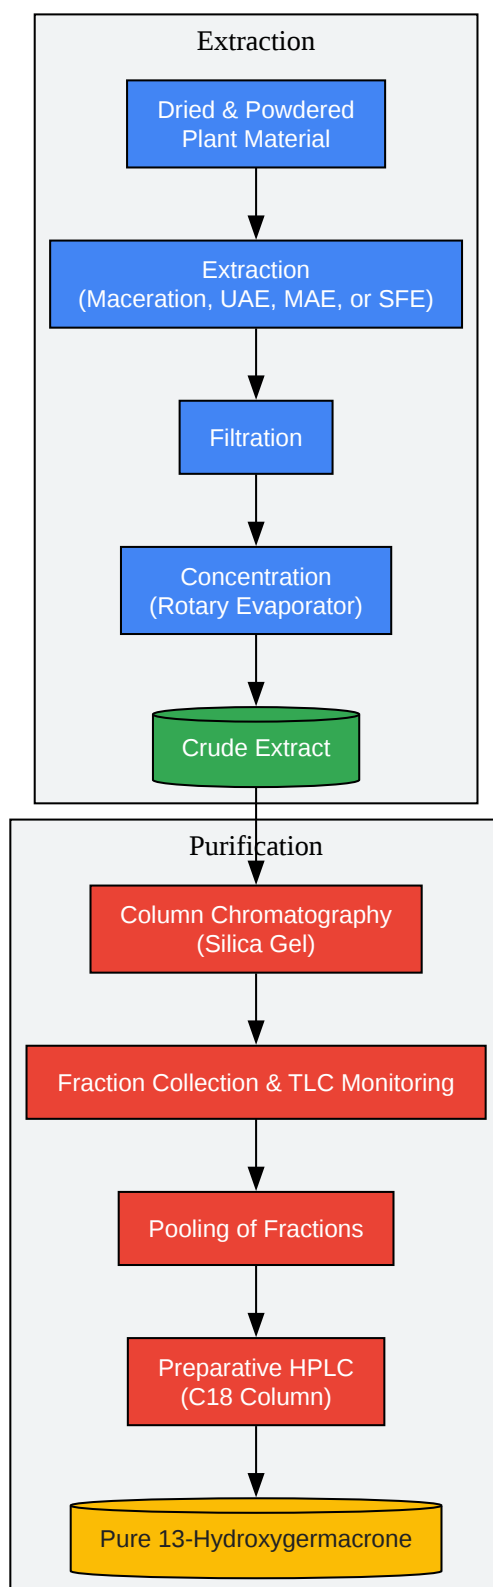 Extraction
Dried & Powdered
Plant Material
Extraction
(Maceration, UAE, MAE, or SFE)
Filtration
Concentration
(Rotary Evaporator)
Crude Extract
Purification
Column Chromatography
(Silica Gel)
Fraction Collection & TLC Monitoring
Pooling of Fractions
Preparative HPLC
(C18 Column)
Pure 13-Hydroxygermacrone